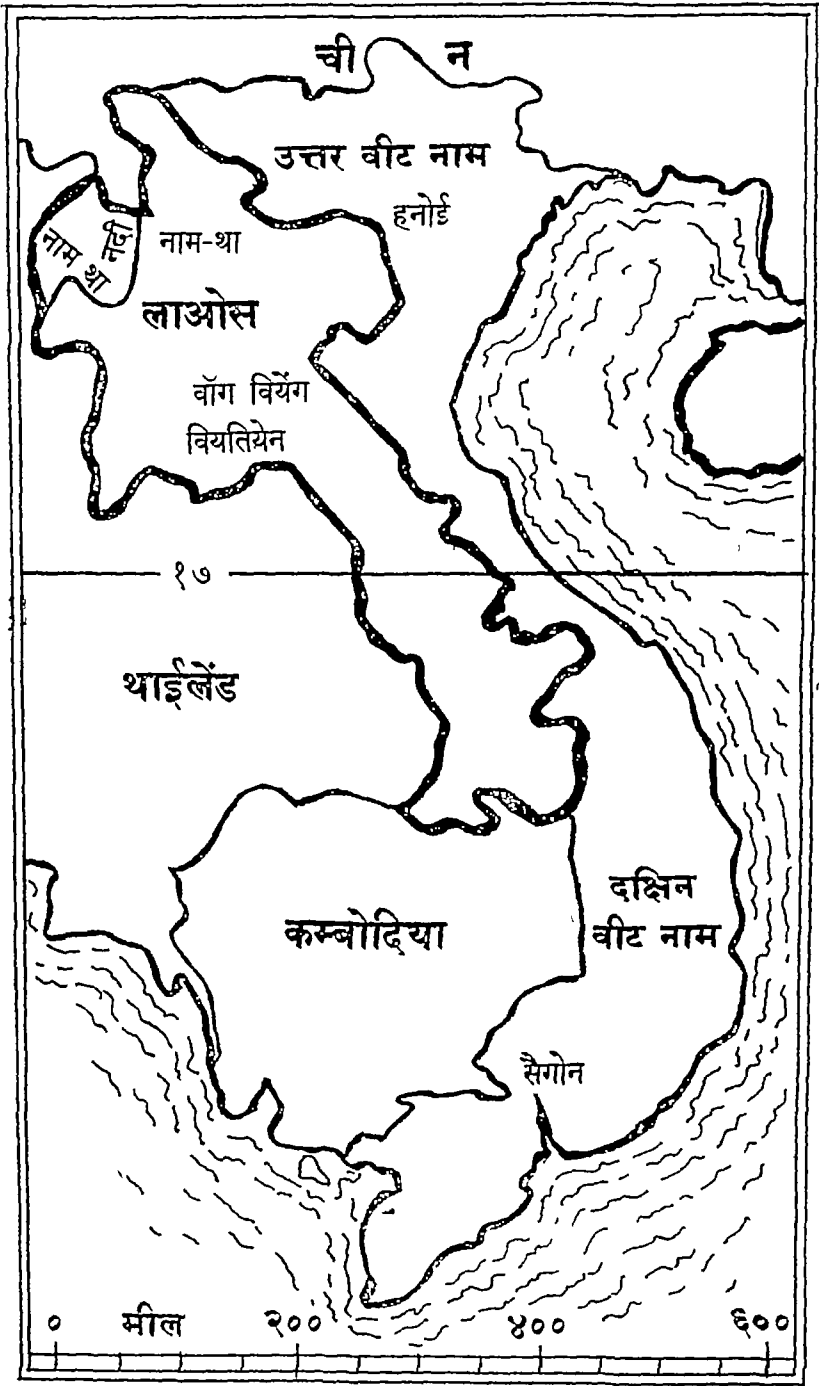 चीन
उत्तर वीट नाम
हनोई
नाम था
नदी
नाम-था
लाओस
वॉग वियेंग
वियतियेन
१७
थाईलेंड
दक्षिन
वीट नाम
कम्बोदिया
सैगोन
० मील २०० ४०० ६००